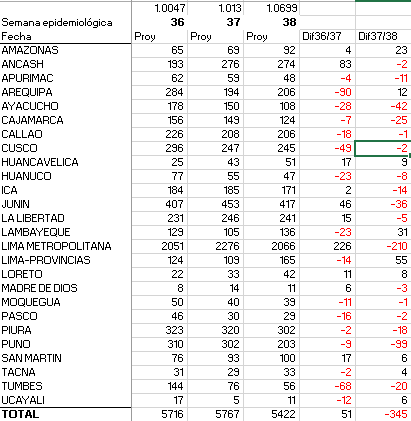 1.0047 1.013 1.0699
Semana epidemiológica 36 37 38
Fecha Proy Proy Proy Dif36/37 Dif37/38
AMAZONAS 65 69 92 4 23
ANCASH 193 276 274 83 -2
APURIMAC 62 59 48 -4 -11
AREQUIPA 284 194 206 -90 12
AYACUCHO 178 150 108 -28 -42
CAJAMARCA 156 149 124 -7 -25
CALLAO 226 208 206 -18 -1
CUSCO 296 247 245 -49 -2
HUANCAVELICA 25 43 51 17 9
HUANUCO 77 55 47 -23 -8
ICA 184 185 171 2 -14
JUNIN 407 453 417 46 -36
LA LIBERTAD 231 246 241 15 -5
LAMBAYEQUE 129 105 136 -23 31
LIMA METROPOLITANA 2051 2276 2066 226 -210
LIMA-PROVINCIAS 124 109 165 -14 55
LORETO 22 33 42 11 8
MADRE DE DIOS 8 14 11 6 -3
MOQUEGUA 50 40 39 -11 -1
PASCO 46 30 29 -16 -2
PIURA 323 320 302 -2 -18
PUNO 310 302 203 -9 -99
SAN MARTIN 76 93 100 17 6
TACNA 31 29 33 -2 4
TUMBES 144 76 56 -68 -20
UCAYALI 17 5 11 -12 6
TOTAL 5716 5767 5422 51 -345